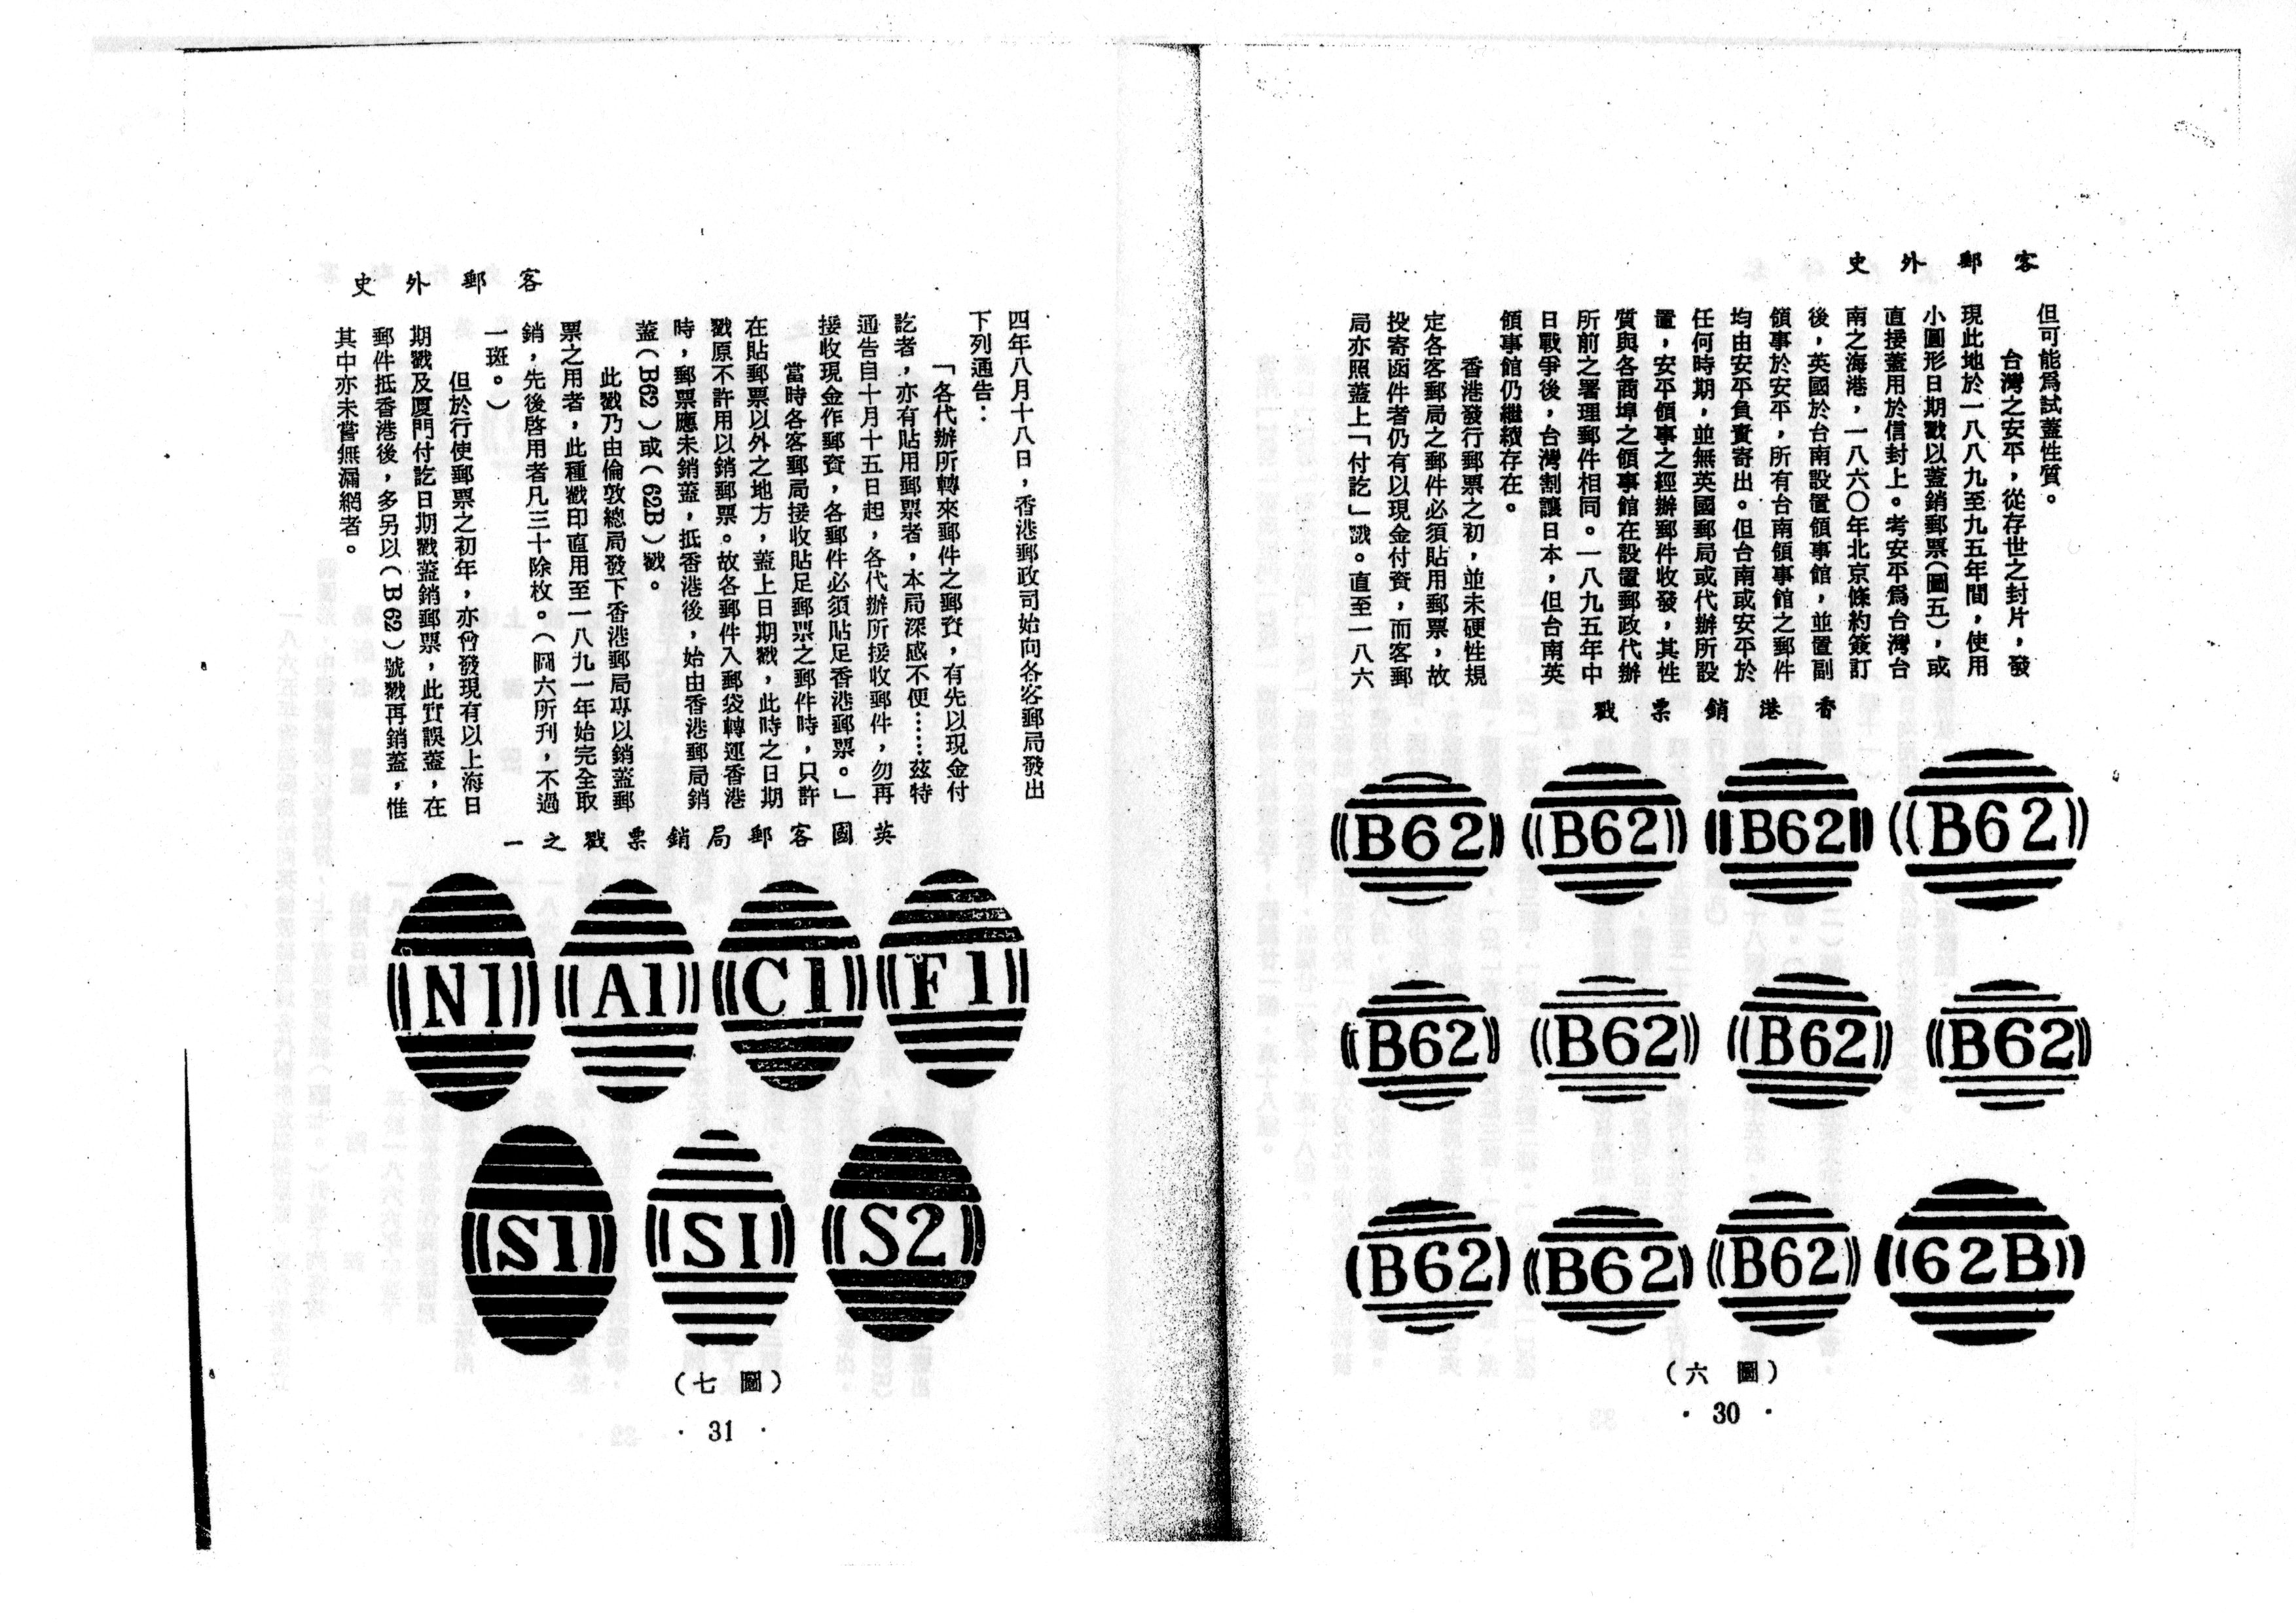 客郵外史
但可能爲試蓋性質。
台灣之安平，從存世之封片，發
現此地於一八八九至九五年間，使用
小圓形日期戳以蓋銷郵票（圖五），或
直接蓋用於信封上。考安平爲台灣台
南之海港，一八六〇年北京條約簽訂
後，英國於台南設置領事館，並置副
領事於安平，所有台南領事館之郵件
均由安平負責寄出。但台南或安平於
任何時期，並無英國郵局或代辦所設
置，安平領事之經辦郵件收發，其性
質與各商埠之領事館在設置郵政代辦
所前之署理郵件相同。一八九五年中
日戰爭後，台灣割讓日本，但台南英
領事館仍繼續存在。
香港發行郵票之初，並未硬性規
定各客郵局之郵件必須貼用郵票，故
投寄函件者仍有以現金付資，而客郵
局亦照蓋上「付訖」戳。直至一八六
香港銷票戳
B62 B62 B62 B62
B62 B62 B62 B62
B62 B62 B62 62B
（圖六）
· 30 ·
客郵外史
四年八月十八日，香港郵政司始向各客郵局發出
下列通告：
「各代辦所轉來郵件之郵資，有先以現金付
訖者，亦有貼用郵票者，本局深感不便……茲特
通告自十月十五日起，各代辦所接收郵件，勿再
接收現金作郵資，各郵件必須貼足香港郵票。」
當時各客郵局接收貼足郵票之郵件時，只許
在貼郵票以外之地方，蓋上日期戳，此時之日期
戳原不許用以銷郵票。故各郵件入郵袋轉運香港
時，郵票應未銷蓋，抵香港後，始由香港郵局銷
蓋（B62）或（62B）戳。
此戳乃由倫敦總局發下香港郵局專以銷蓋郵
票之用者，此種戳印直用至一八九一年始完全取
銷，先後啓用者凡三十除枚。（圖六所刋，不過
一斑。）
但於行使郵票之初年，亦曾發現有以上海日
期戳及厦門付訖日期戳蓋銷郵票，此實誤蓋，在
郵件抵香港後，多另以（B62）號戳再銷蓋，惟
其中亦未嘗無漏網者。
英國客郵局銷票戳之一
N1 A1 C1 F1
S1 S1 S2
（圖七）
· 31 ·